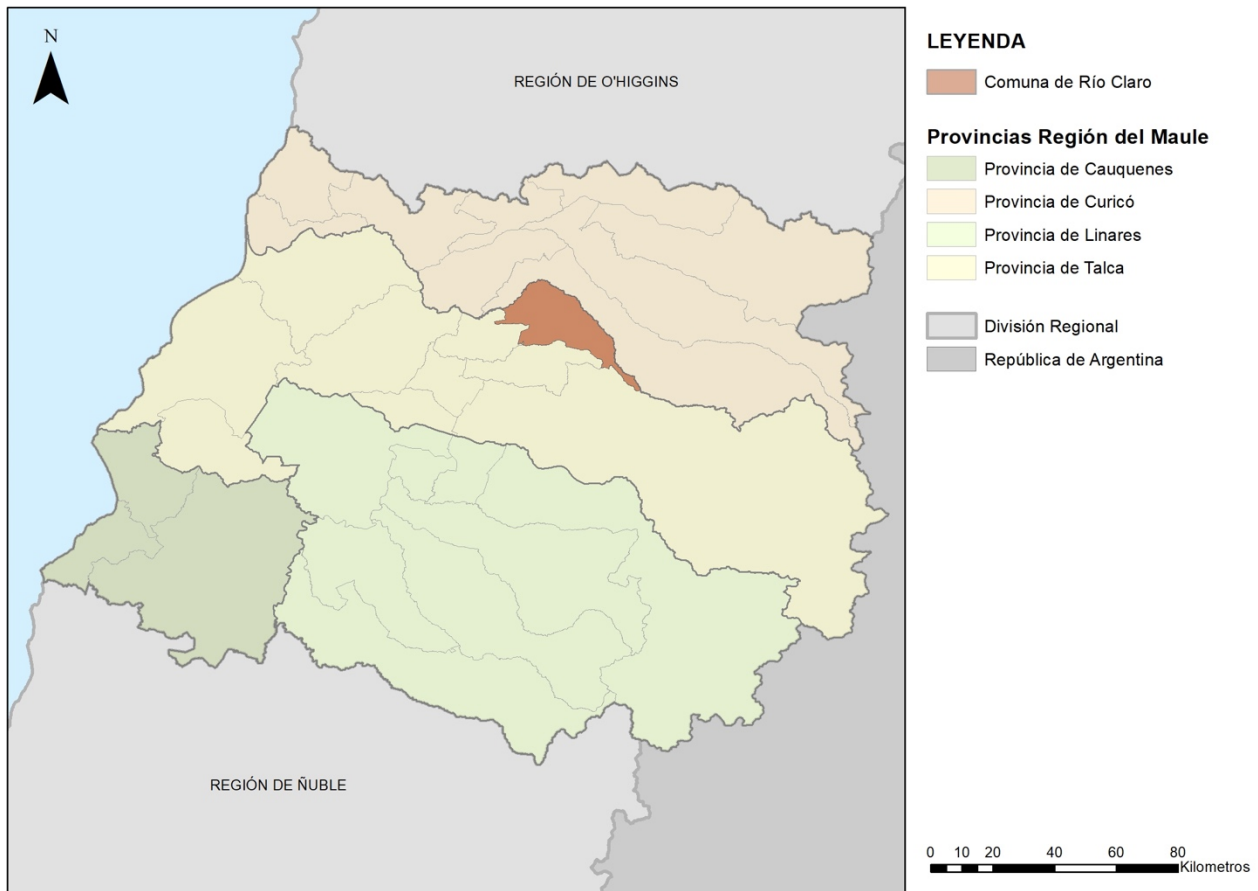 N
REGIÓN DE O'HIGGINS
REGIÓN DE ÑUBLE
LEYENDA
Comuna de Río Claro
Provincias Región del Maule
Provincia de Cauquenes
Provincia de Curicó
Provincia de Linares
Provincia de Talca
División Regional
República de Argentina
0 10 20 40 60 80
Kilometros